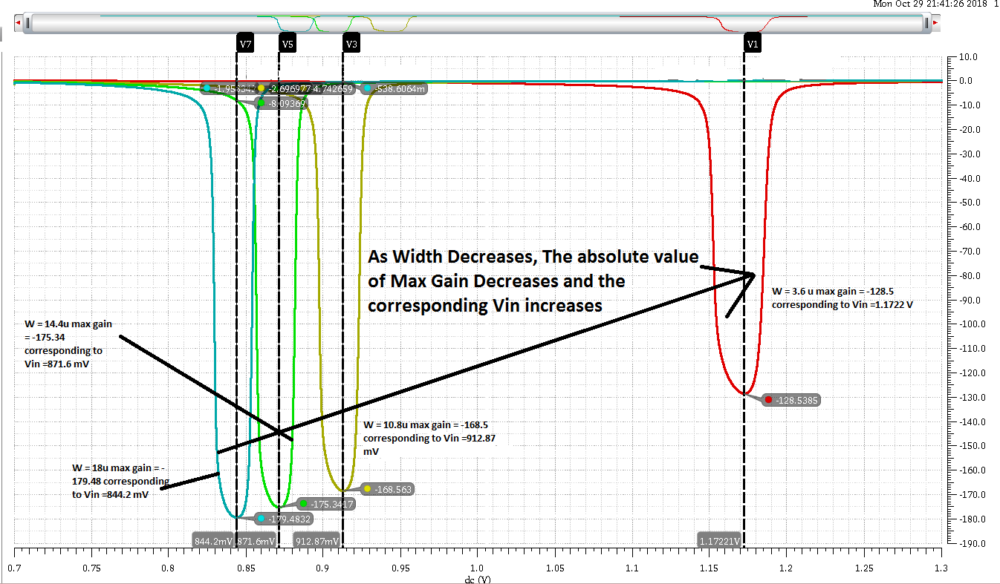 Mon Oct 29 21:41:26 2018 1
V7 V5 V3 V1
10.0
0.0
-10.0
-20.0
-30.0
-40.0
-50.0
-60.0
-70.0
-80.0
-90.0
-100.0
-110.0
-120.0
-130.0
-140.0
-150.0
-160.0
-170.0
-180.0
-190.0
-2.696977 4.742659 -538.6064m
-8.09369
As Width Decreases, The absolute value
of Max Gain Decreases and the
corresponding Vin increases
W = 3.6 u max gain = -128.5
corresponding to Vin =1.1722 V
W = 14.4u max gain
= -175.34
corresponding to
Vin =871.6 mV
-128.5385
W = 10.8u max gain = -168.5
corresponding to Vin =912.87
mV
W = 18u max gain = -
179.48 corresponding
to Vin =844.2 mV
-168.563
-175.3417
-179.4832
844.2mV 871.6mV 912.87mV 1.17221V
0.7 0.75 0.8 0.85 0.9 0.95 1.0 1.05 1.1 1.15 1.2 1.25 1.3
dc (V)